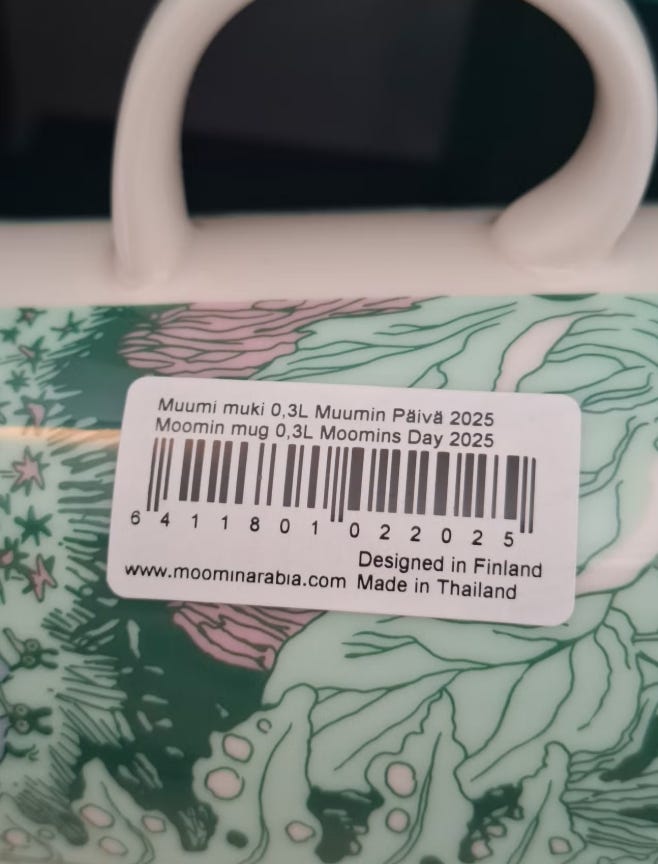 Muumi muki 0,3L Muumin Päivä 2025
Moomin mug 0,3L Moomins Day 2025
6 411801 022025
Designed in Finland
www.moominarabia.com Made in Thailand